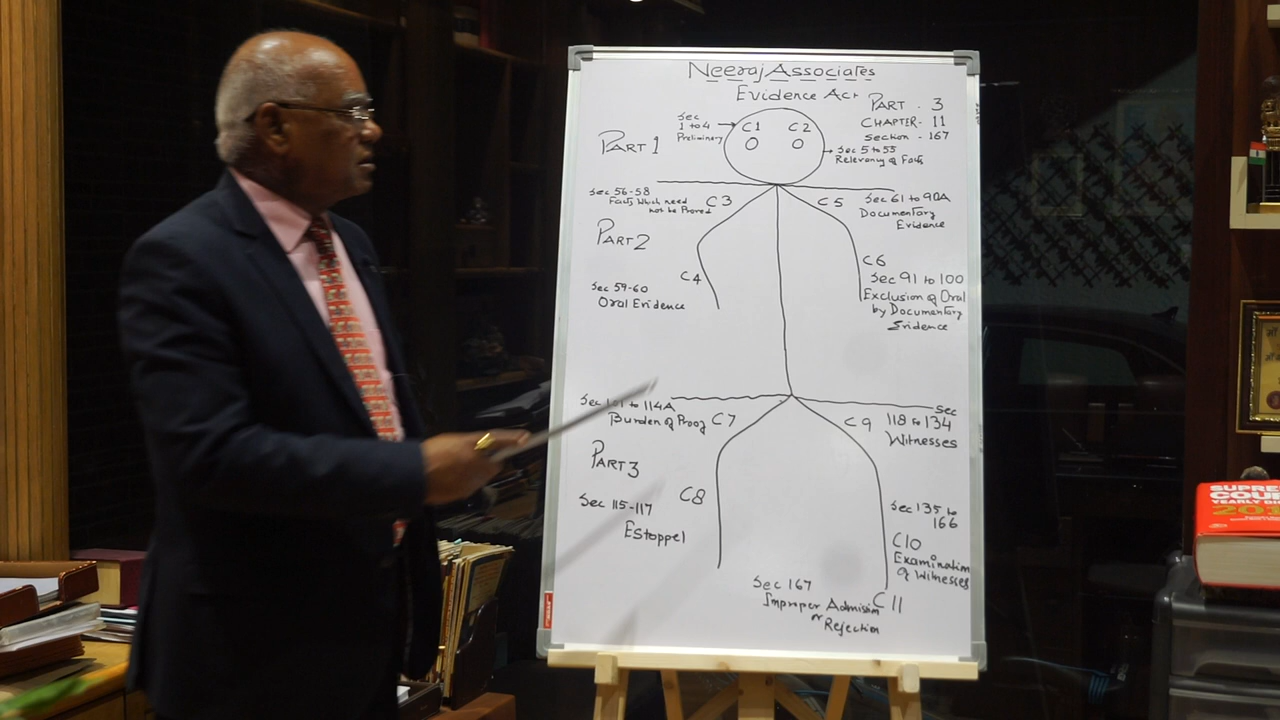 Neeraj Associates
Evidence Act
PART . 3
CHAPTER - 11
Section - 167
Sec
1 to 4
Preliminary
C1
C2
PART 1
Sec 5 to 55
Relevancy of Facts
Sec 56-58
Facts which need
not be Proved
C3
C5
Sec 61 to 90A
Documentary
Evidence
PART 2
C4
Sec 59-60
Oral Evidence
C6
Sec 91 to 100
Exclusion of Oral
by Documentary
Evidence
Sec 101 to 114A
Burden of Proof
C7
C9
Sec
118 to 134
Witnesses
PART 3
C8
Sec 115-117
Estoppel
Sec 135 to
166
C10
Examination
of Witnesses
Sec 167
Improper Admission
or
Rejection
C11
SUPREME
COURT
YEARLY DIGEST